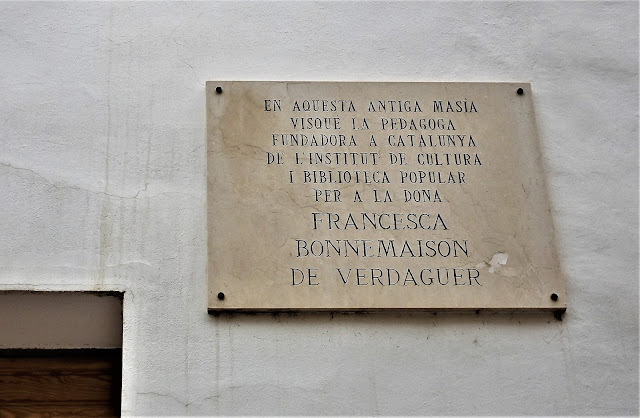 EN AQUESTA ANTIGA MASÍA
VISQUÉ LA PEDAGOGA
FUNDADORA A CATALUNYA
DE L'INSTITUT DE CULTURA
I BIBLIOTECA POPULAR
PER A LA DONA
FRANCESCA
BONNEMAISON
DE VERDAGUER